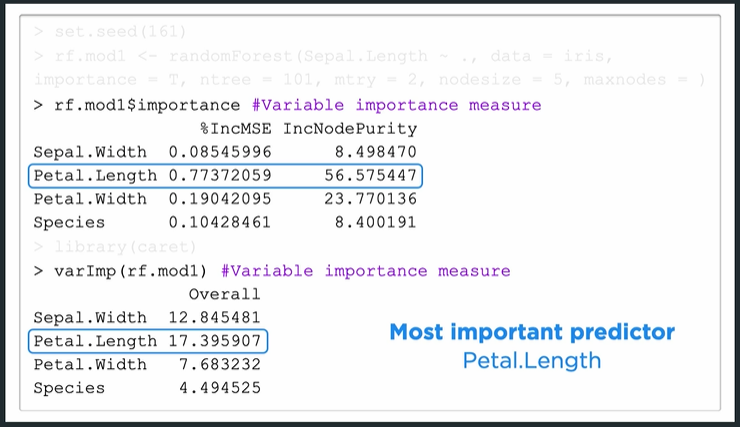 > set.seed(161)
> rf.mod1 <- randomForest(Sepal.Length ~ ., data = iris,
importance = T, ntree = 101, mtry = 2, nodesize = 5, maxnodes = )
> rf.mod1$importance #Variable importance measure
%IncMSE IncNodePurity
Sepal.Width 0.08545996 8.498470
Petal.Length 0.77372059 56.575447
Petal.Width 0.19042095 23.770136
Species 0.10428461 8.400191
> library(caret)
> varImp(rf.mod1) #Variable importance measure
Overall
Sepal.Width 12.845481
Petal.Length 17.395907
Petal.Width 7.683232
Species 4.494525
Most important predictor
Petal.Length